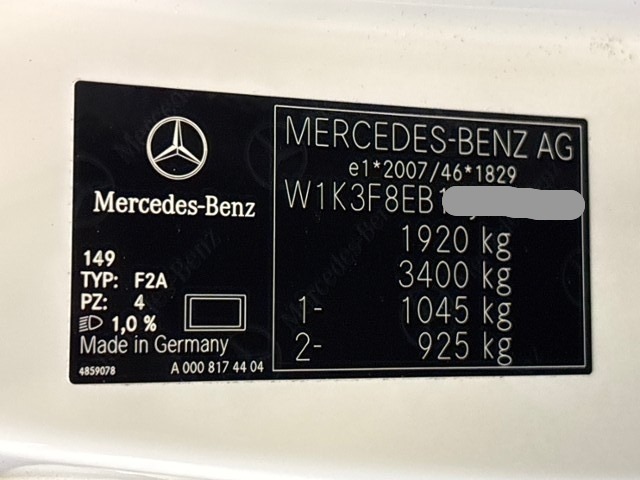 Mercedes-Benz
149
TYP: F2A
PZ: 4
1,0 %
Made in Germany
4859078
A 000 817 44 04
MERCEDES-BENZ AG
e1*2007/46*1829
W1K3F8EB1
1920 kg
3400 kg
1- 1045 kg
2- 925 kg